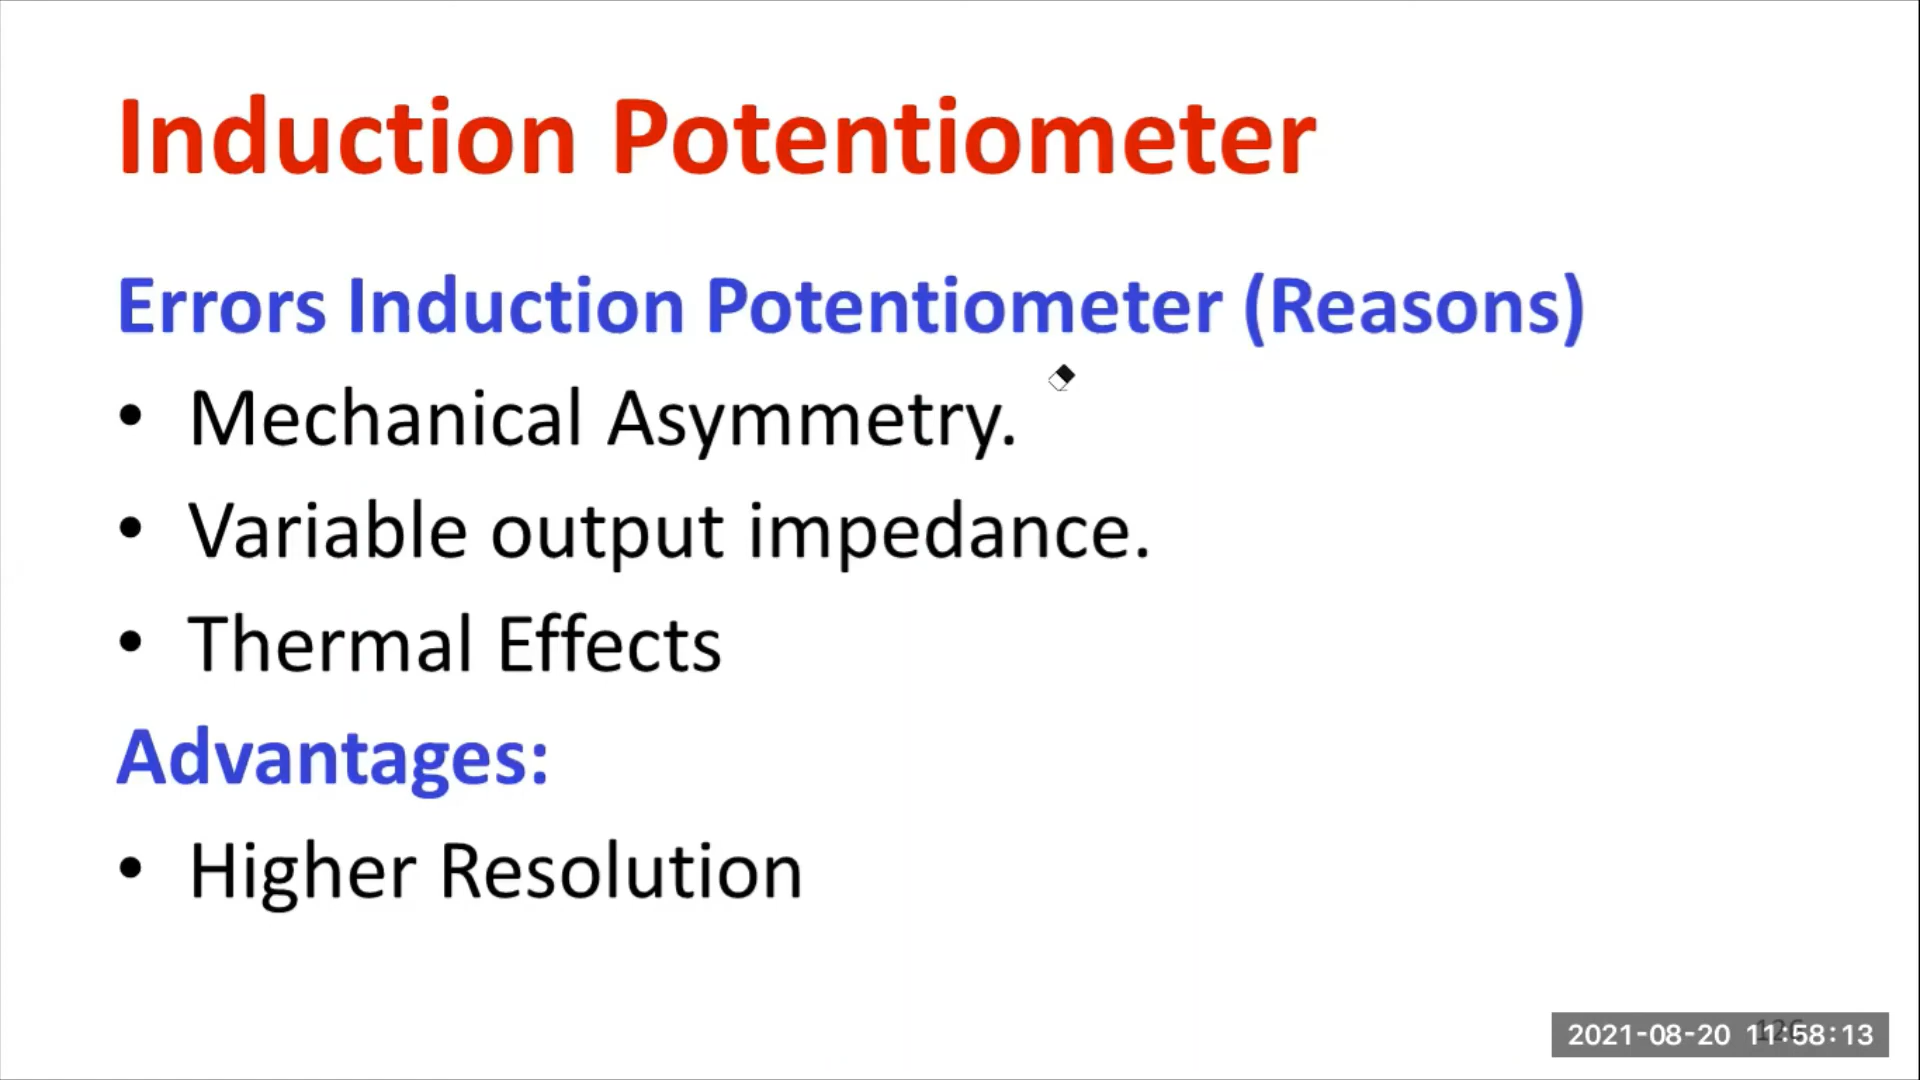 Induction Potentiometer
Errors Induction Potentiometer (Reasons)
• Mechanical Asymmetry.
• Variable output impedance.
• Thermal Effects
Advantages:
• Higher Resolution
2021-08-20 11:58:13